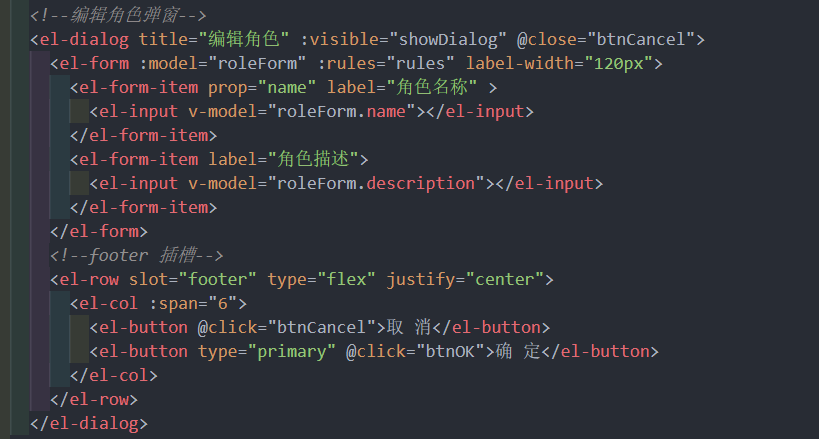 <!--编辑角色弹窗-->
<el-dialog title="编辑角色" :visible="showDialog" @close="btnCancel">
<el-form :model="roleForm" :rules="rules" label-width="120px">
<el-form-item prop="name" label="角色名称" >
<el-input v-model="roleForm.name"></el-input>
</el-form-item>
<el-form-item label="角色描述">
<el-input v-model="roleForm.description"></el-input>
</el-form-item>
</el-form>
<!--footer 插槽-->
<el-row slot="footer" type="flex" justify="center">
<el-col :span="6">
<el-button @click="btnCancel">取 消</el-button>
<el-button type="primary" @click="btnOK">确 定</el-button>
</el-col>
</el-row>
</el-dialog>